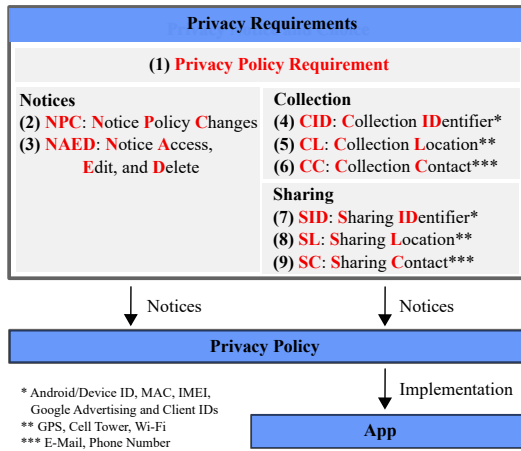 Privacy Requirements
(1) Privacy Policy Requirement
Notices
(2) NPC: Notice Policy Changes
(3) NAED: Notice Access,
Edit, and Delete
Collection
(4) CID: Collection IDentifier*
(5) CL: Collection Location**
(6) CC: Collection Contact***
Sharing
(7) SID: Sharing IDentifier*
(8) SL: Sharing Location**
(9) SC: Sharing Contact***
Notices
Notices
Privacy Policy
Implementation
App
* Android/Device ID, MAC, IMEI,
Google Advertising and Client IDs
** GPS, Cell Tower, Wi-Fi
*** E-Mail, Phone Number